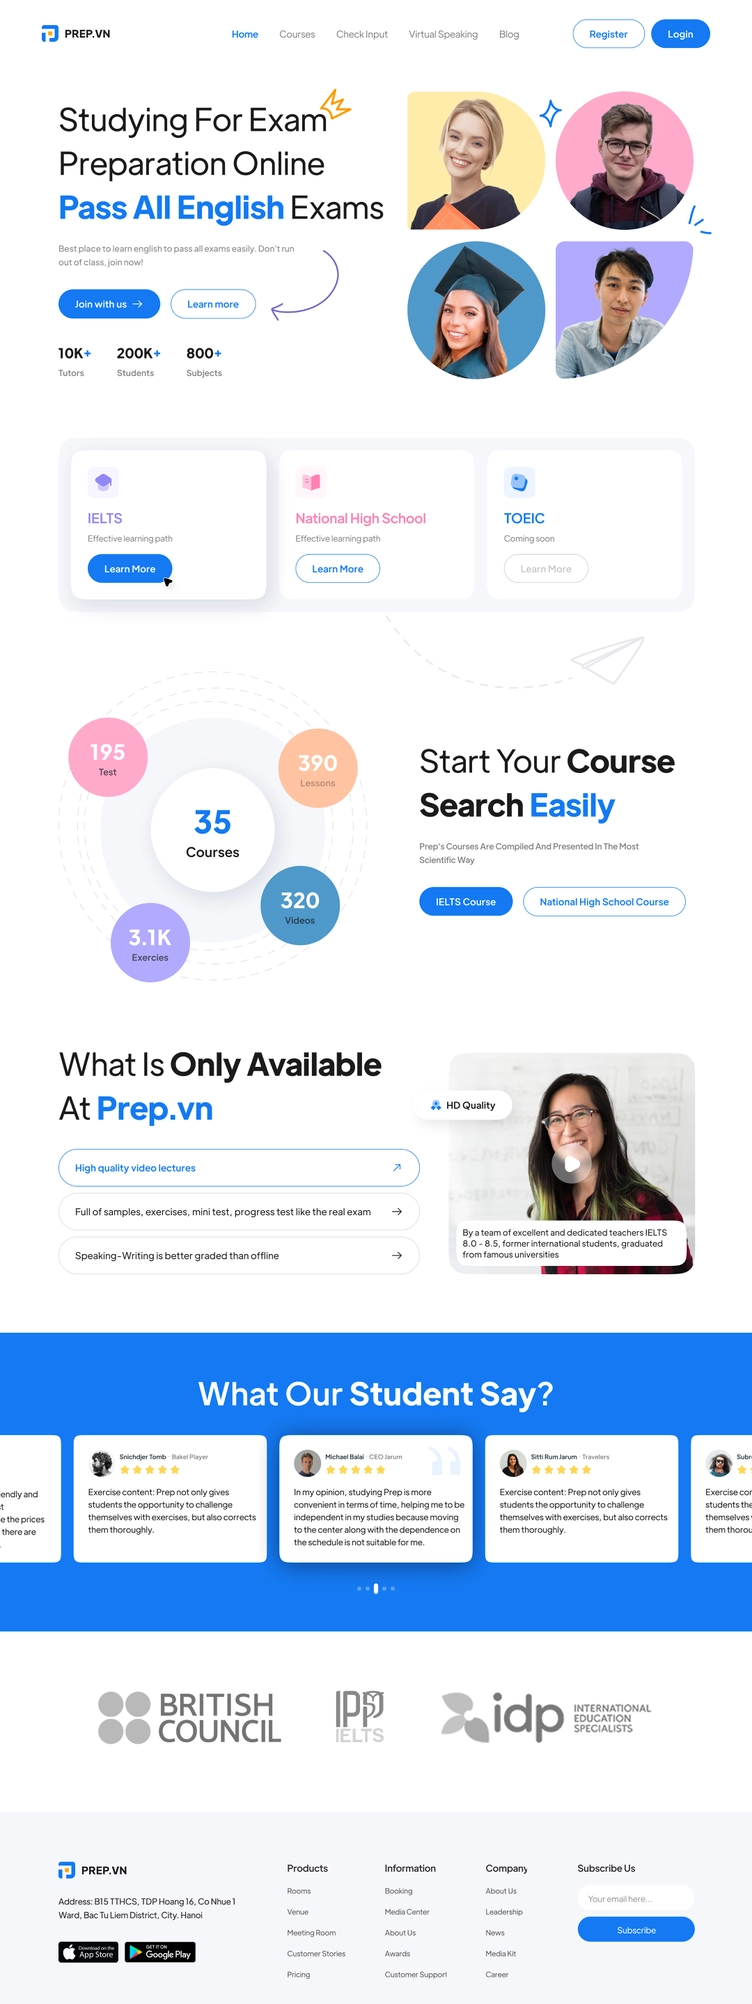 PREP.VN
Home
Courses
Check Input
Virtual Speaking
Blog
Register
Login
Studying For Exam
Preparation Online
Pass All English Exams
Best place to learn english to pass all exams easily. Don't run
out of class, join now!
Join with us
Learn more
10K+
200K+
800+
Tutors
Students
Subjects
IELTS
Effective learning path
Learn More
National High School
Effective learning path
Learn More
TOEIC
Coming soon
Learn More
195
Test
390
Lessons
35
Courses
320
Videos
3.1K
Exercies
Start Your Course
Search Easily
Prep's Courses Are Compiled And Presented In The Most
Scientific Way
IELTS Course
National High School Course
What Is Only Available
At Prep.vn
High quality video lectures
Full of samples, exercises, mini test, progress test like the real exam
Speaking-Writing is better graded than offline
HD Quality
By a team of excellent and dedicated teachers IELTS
8.0 - 8.5, former international students, graduated
from famous universities
What Our Student Say?
endly and
st
e the prices
there are
Snichdjer Tomb · Bakel Player
Exercise content: Prep not only gives
students the opportunity to challenge
themselves with exercises, but also corrects
them thoroughly.
Michael Balai · CEO Jarum
In my opinion, studying Prep is more
convenient in terms of time, helping me to be
independent in my studies because moving
to the center along with the dependence on
the schedule is not suitable for me.
Sitti Rum Jarum · Travelers
Exercise content: Prep not only gives
students the opportunity to challenge
themselves with exercises, but also corrects
them thoroughly.
Subro
Exercise con
students the
themselves w
them thorou
BRITISH
COUNCIL
IPP
IELTS
idp
INTERNATIONAL
EDUCATION
SPECIALISTS
PREP.VN
Address: B15 TTHCS, TDP Hoang 16, Co Nhue 1
Ward, Bac Tu Liem District, City. Hanoi
Download on the
App Store
GET IT ON
Google Play
Products
Rooms
Venue
Meeting Room
Customer Stories
Pricing
Information
Booking
Media Center
About Us
Awards
Customer Support
Company
About Us
Leadership
News
Media Kit
Career
Subscribe Us
Your email here...
Subscribe